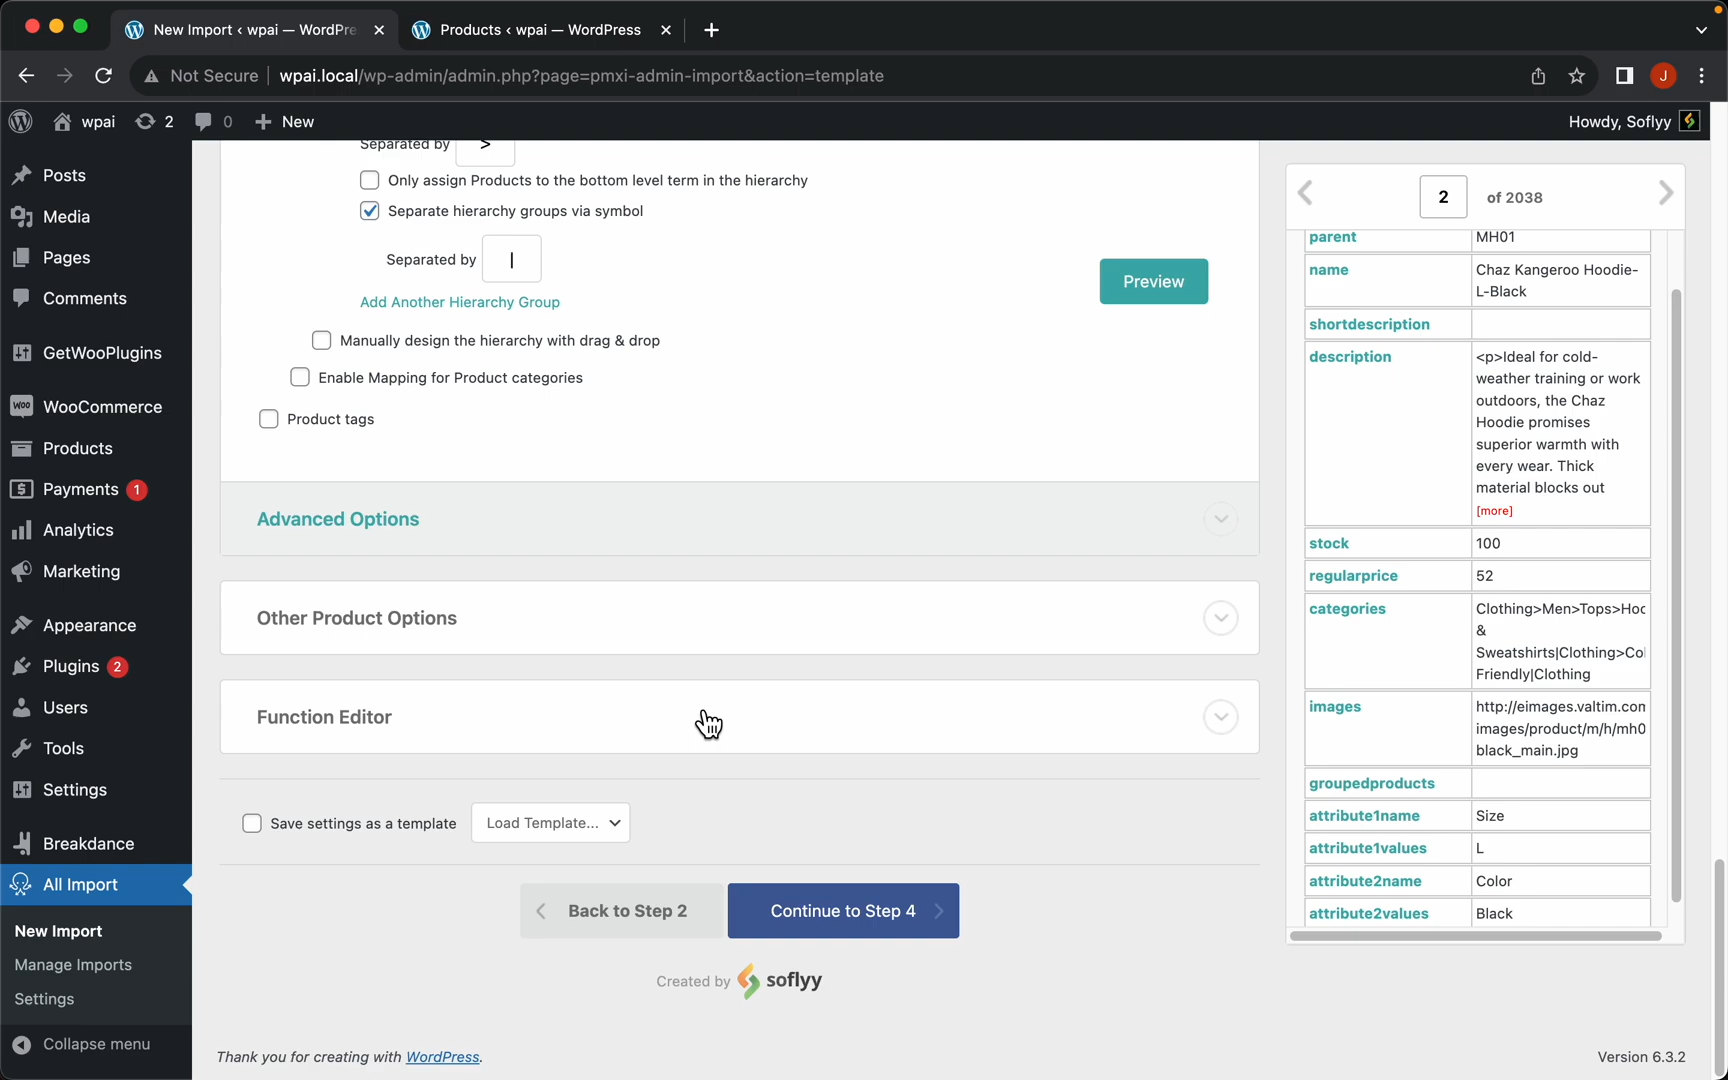 New Import ‹ wpai — WordPre
Products ‹ wpai — WordPress
Not Secure
wpai.local/wp-admin/admin.php?page=pmxi-admin-import&action=template
J
wpai
2
0
New
Howdy, Soflyy
Posts
Media
Pages
Comments
GetWooPlugins
WooCommerce
Products
Payments 1
Analytics
Marketing
Appearance
Plugins 2
Users
Tools
Settings
Breakdance
All Import
New Import
Manage Imports
Settings
Collapse menu
Separated by >
Only assign Products to the bottom level term in the hierarchy
Separate hierarchy groups via symbol
Separated by |
Add Another Hierarchy Group
Preview
Manually design the hierarchy with drag & drop
Enable Mapping for Product categories
Product tags
Advanced Options
Other Product Options
Function Editor
Save settings as a template
Load Template...
Back to Step 2
Continue to Step 4
Created by soflyy
Thank you for creating with WordPress.
Version 6.3.2
2 of 2038
parent MH01
name Chaz Kangeroo Hoodie-
L-Black
shortdescription
description <p>Ideal for cold-
weather training or work
outdoors, the Chaz
Hoodie promises
superior warmth with
every wear. Thick
material blocks out
[more]
stock 100
regularprice 52
categories Clothing>Men>Tops>Hoo
&
Sweatshirts|Clothing>Col
Friendly|Clothing
images http://eimages.valtim.com
images/product/m/h/mh0
black_main.jpg
groupedproducts
attribute1name Size
attribute1values L
attribute2name Color
attribute2values Black